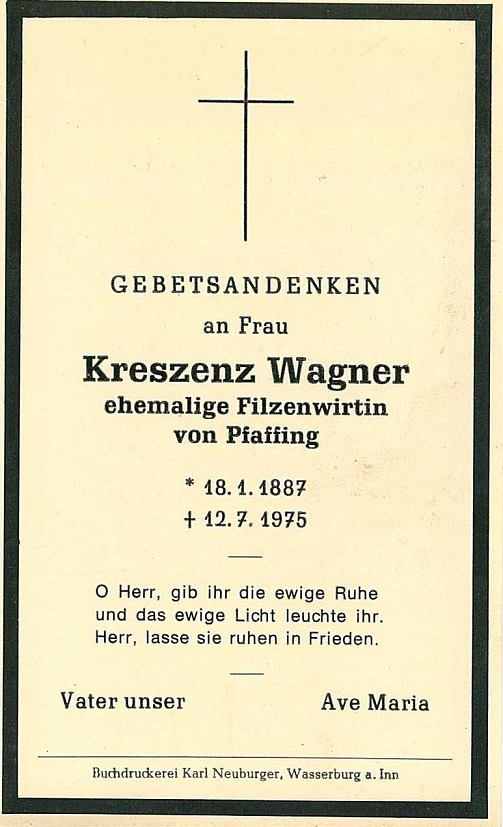 GEBETSANDENKEN
an Frau
Kreszenz Wagner
ehemalige Filzenwirtin
von Pfaffing
* 18. 1. 1887
† 12. 7. 1975
O Herr, gib ihr die ewige Ruhe
und das ewige Licht leuchte ihr.
Herr, lasse sie ruhen in Frieden.
Vater unser Ave Maria
Buchdruckerei Karl Neuburger, Wasserburg a. Inn